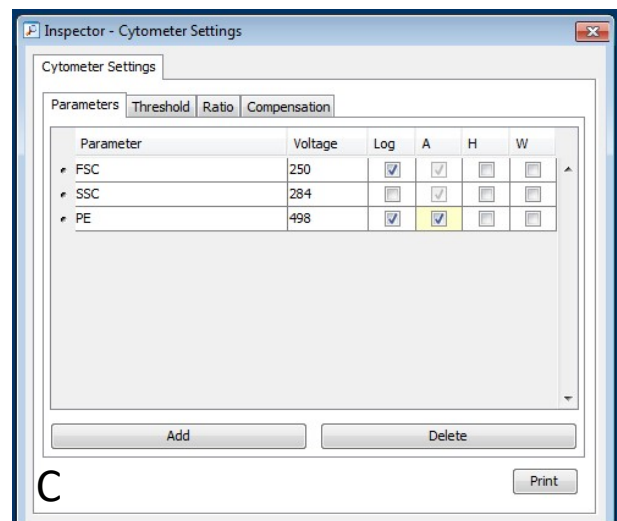 Inspector - Cytometer Settings
Cytometer Settings
Parameters Threshold Ratio Compensation
Parameter Voltage Log A H W
FSC 250
SSC 284
PE 498
Add Delete
Print
C